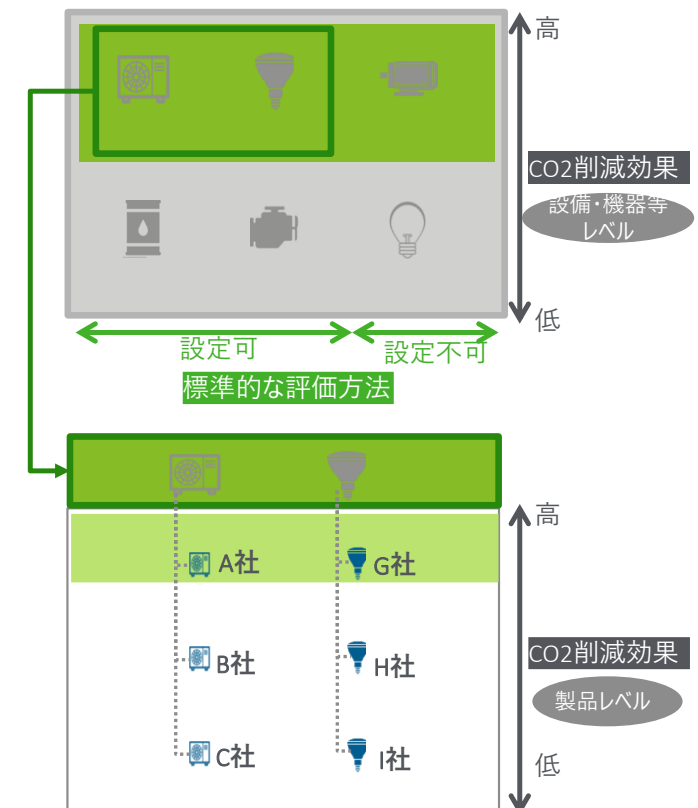 高
CO2削減効果
設備・機器等
レベル
低
設定可
設定不可
標準的な評価方法
高
A社
G社
B社
H社
CO2削減効果
製品レベル
C社
I社
低